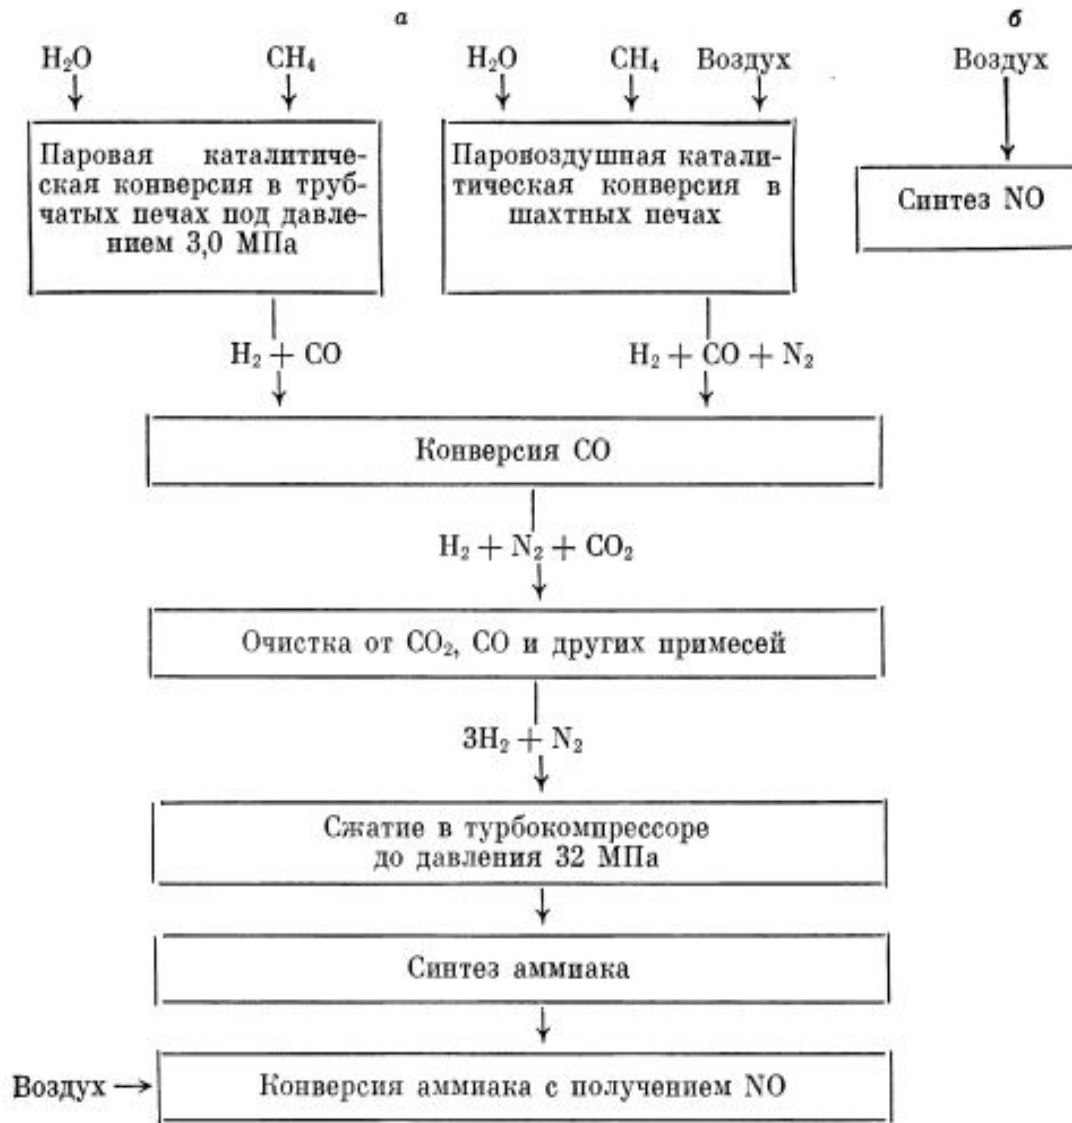 а
б
H₂O
CH₄
H₂O
CH₄
Воздух
Воздух
Паровая каталитиче-
ская конверсия в труб-
чатых печах под давле-
нием 3,0 МПа
Паровоздушная катали-
тическая конверсия в
шахтных печах
Синтез NO
H₂ + CO
H₂ + CO + N₂
Конверсия CO
H₂ + N₂ + CO₂
Очистка от CO₂, CO и других примесей
3H₂ + N₂
Сжатие в турбокомпрессоре
до давления 32 МПа
Синтез аммиака
Воздух
Конверсия аммиака с получением NO